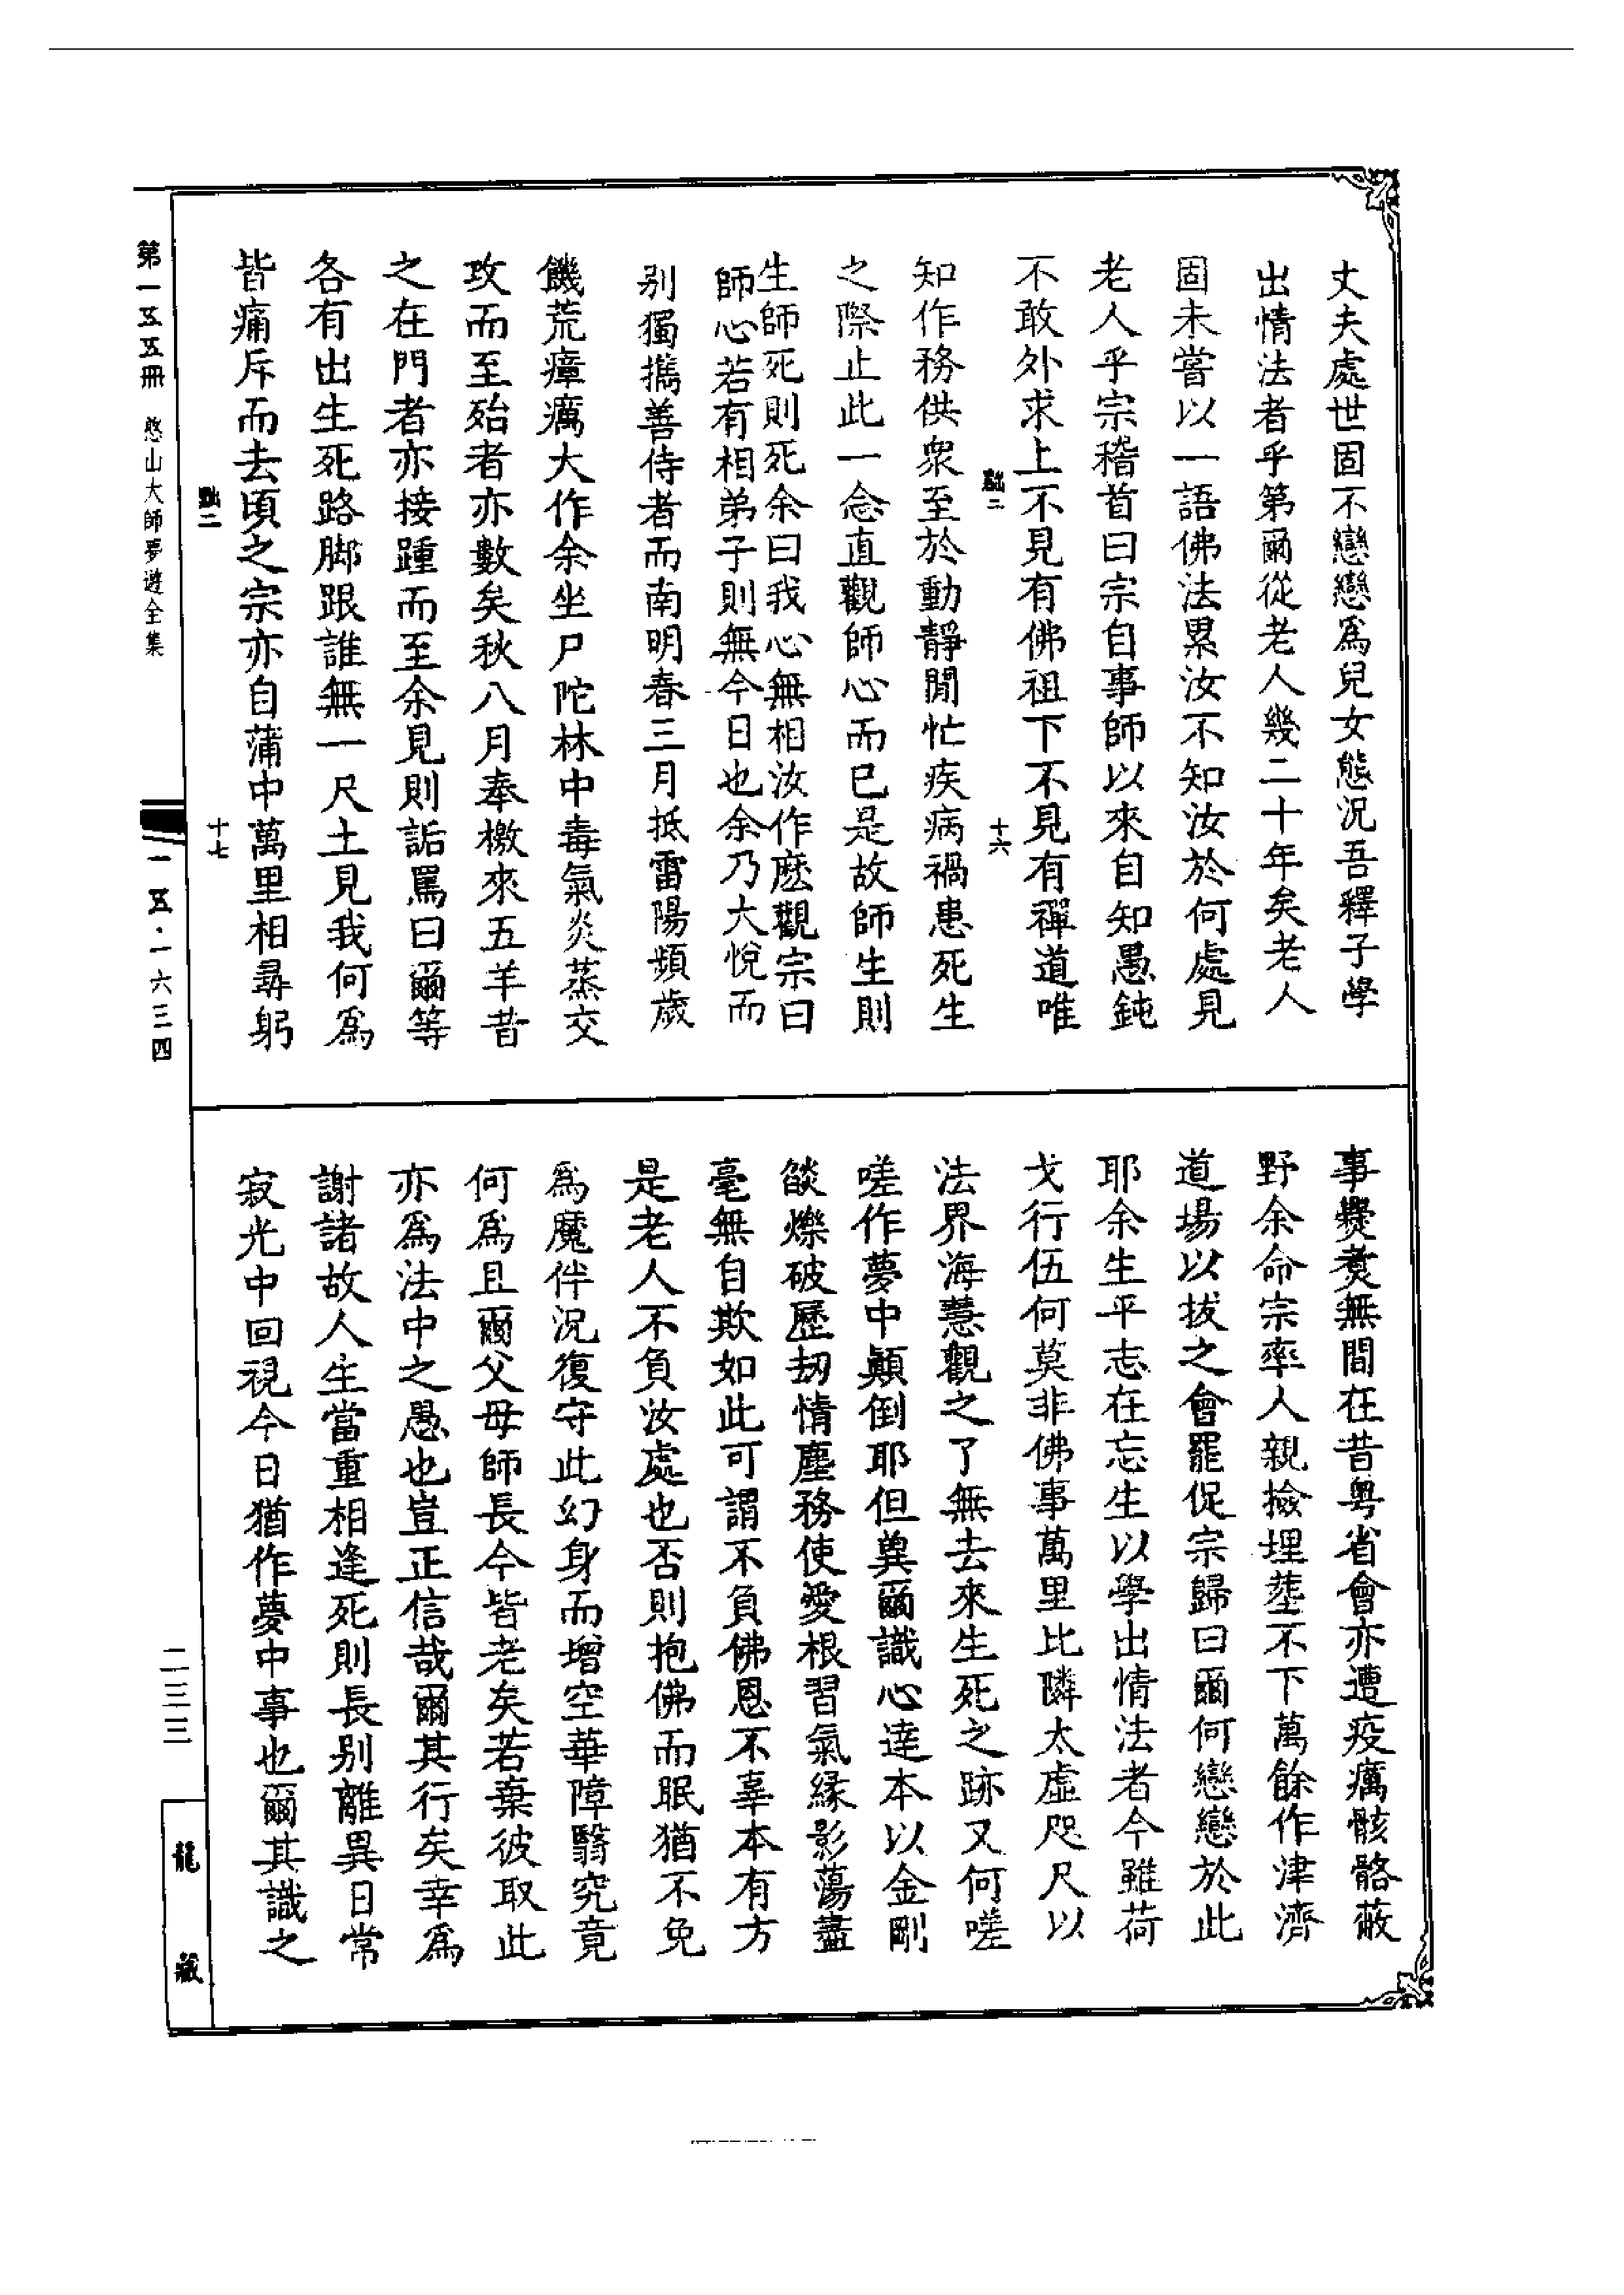 丈夫處世固不戀戀爲兒女態況吾釋子學
出情法者乎第爾從老人幾二十年矣老人
固未嘗以一語佛法累汝不知汝於何處見
老人乎宗稽首曰宗自事師以來自知愚鈍
不敢外求上不見有佛祖下不見有禪道唯
十六
知作務供衆至於動靜閒忙疾病禍患死生
之際止此一念直觀師心而已是故師生則
生師死則死余曰我心無相汝作麽觀宗曰
師心若有相弟子則無今日也余乃大悅而
别獨攜善侍者而南明春三月抵雷陽頻歲
饑荒瘴癘大作余坐尸陀林中毒氣炎蒸交
攻而至殆者亦數矣秋八月奉檄來五羊昔
之在門者亦接踵而至余見則詬罵曰爾等
各有出生死路脚跟誰無一尺土見我何爲
皆痛斥而去頃之宗亦自蒲中萬里相尋躬
十七
事爨煑無間在昔粤省會亦遭疫癘骸骼蔽
野余命宗率人親撿埋塟不下萬餘作津濟
道場以拔之會罷促宗歸曰爾何戀戀於此
耶余生平志在忘生以學出情法者今雖荷
戈行伍何莫非佛事萬里比隣太虛咫尺以
法界海慧觀之了無去來生死之跡又何嗟
嗟作夢中顚倒耶但兾爾識心達本以金剛
燄爍破歷刼情塵務使愛根習氣緣影蕩盡
毫無自欺如此可謂不負佛恩不辜本有方
是老人不負汝處也否則抱佛而眠猶不免
爲魔伴況復守此幻身而增空華障翳究竟
何爲且爾父母師長今皆老矣若棄彼取此
亦爲法中之愚也豈正信哉爾其行矣幸爲
謝諸故人生當重相逢死則長别離異日常
寂光中回視今日猶作夢中事也爾其識之
第一五五冊 憨山大師夢遊全集
一五·一六三四
二三三
龍藏